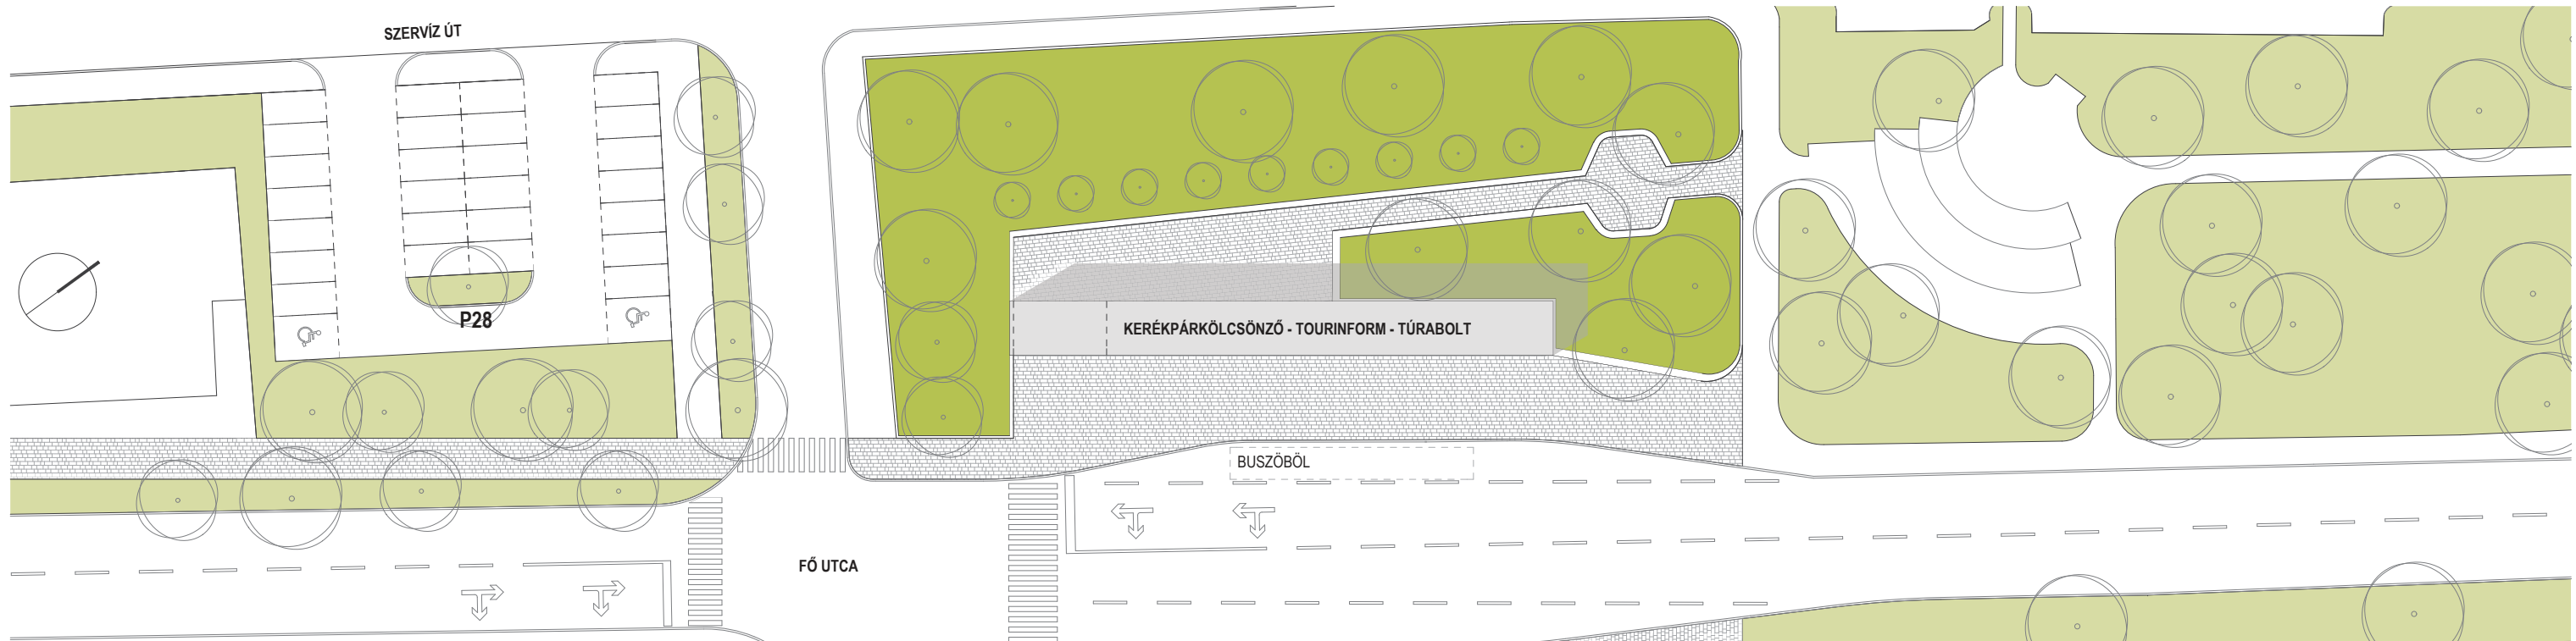 SZERVÍZ ÚT
P28
KERÉKPÁRKÖLCSÖNZŐ - TOURINFORM - TÚRABOLT
BUSZÖBÖL
FŐ UTCA